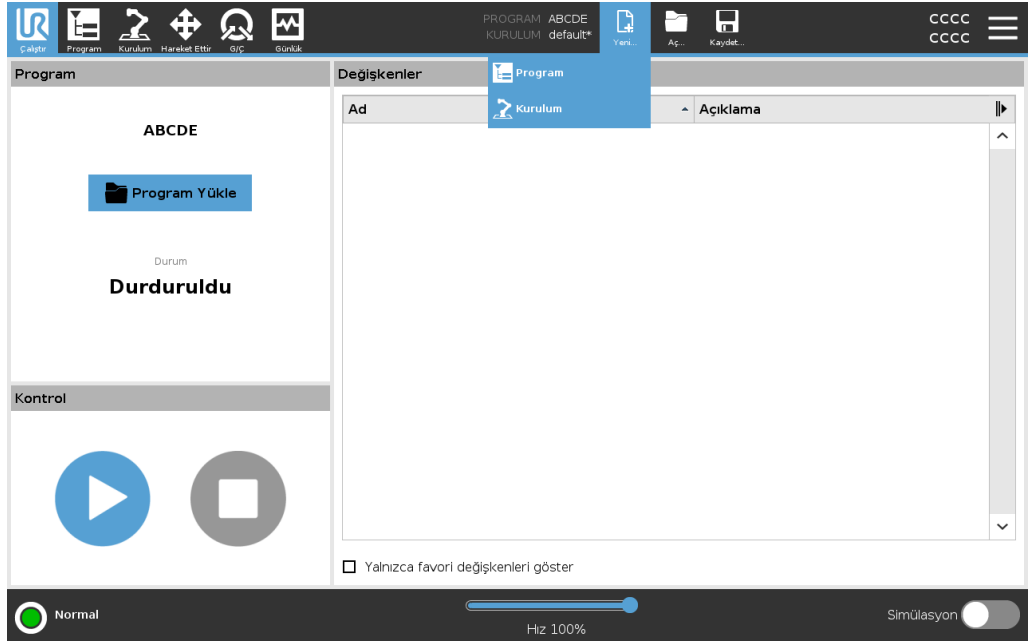 UR
Çalıştır
Program
Kurulum
Hareket Ettir
G/Ç
Günlük
PROGRAM ABCDE
KURULUM default*
Yeni...
Aç...
Kaydet...
CCCC
CCCC
Program
Kurulum
Program
ABCDE
Program Yükle
Durum
Durduruldu
Kontrol
Değişkenler
Ad
Açıklama
Yalnızca favori değişkenleri göster
Normal
Hız 100%
Simülasyon